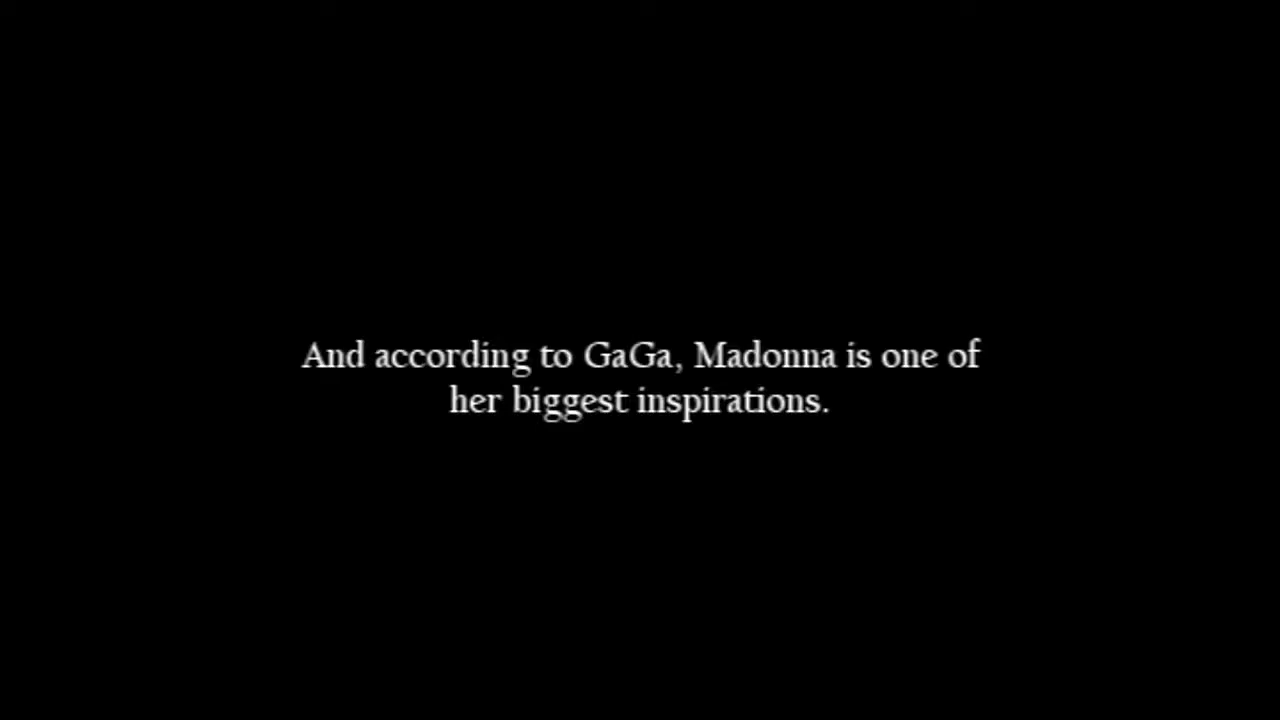 And according to GaGa, Madonna is one of
her biggest inspirations.